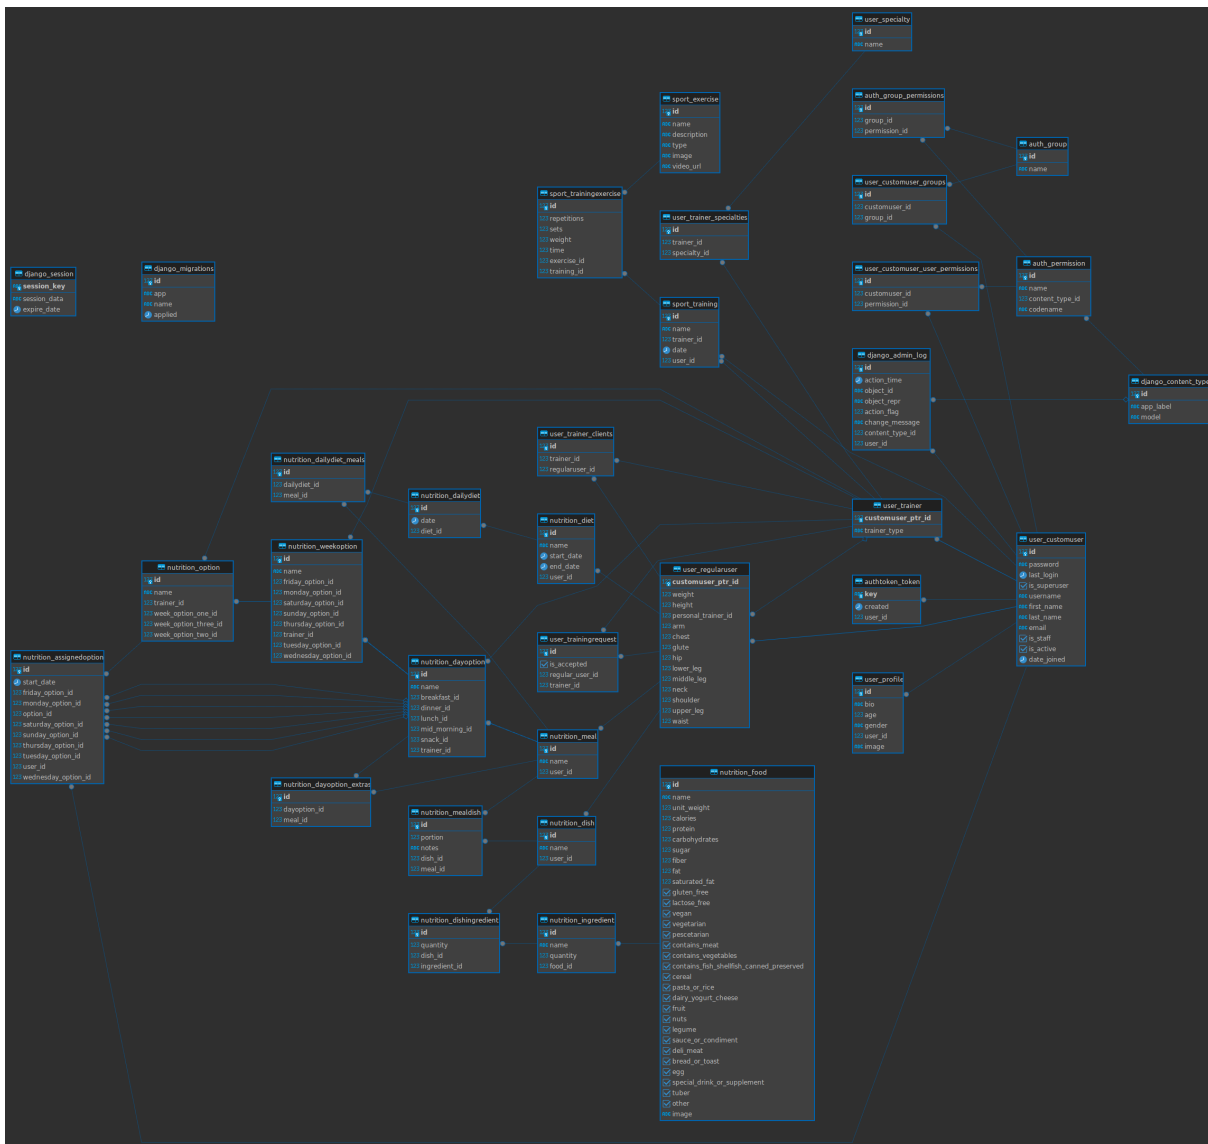 user_specialty
id
name
auth_group_permissions
id
group_id
permission_id
sport_exercise
id
name
description
type
image
video_url
auth_group
id
name
user_customuser_groups
id
customuser_id
group_id
sport_trainingexercise
id
repetitions
sets
weight
time
exercise_id
training_id
user_trainer_specialties
id
trainer_id
specialty_id
django_session
session_key
session_data
expire_date
django_migrations
id
app
name
applied
user_customuser_user_permissions
id
customuser_id
permission_id
auth_permission
id
name
content_type_id
codename
sport_training
id
name
trainer_id
date
user_id
django_admin_log
id
action_time
object_id
object_repr
action_flag
change_message
content_type_id
user_id
django_content_type
id
app_label
model
user_trainer_clients
id
trainer_id
regularuser_id
nutrition_dailydiet_meals
id
dailydiet_id
meal_id
nutrition_dailydiet
id
date
diet_id
nutrition_diet
id
name
start_date
end_date
user_id
user_trainer
customuser_ptr_id
trainer_type
user_customuser
id
password
last_login
is_superuser
username
first_name
last_name
email
is_staff
is_active
date_joined
nutrition_weekoption
id
name
friday_option_id
monday_option_id
saturday_option_id
sunday_option_id
thursday_option_id
trainer_id
tuesday_option_id
wednesday_option_id
nutrition_option
id
name
trainer_id
week_option_one_id
week_option_three_id
week_option_two_id
user_regularuser
customuser_ptr_id
weight
height
personal_trainer_id
arm
chest
glute
hip
lower_leg
middle_leg
neck
shoulder
upper_leg
waist
authtoken_token
key
created
user_id
user_trainingrequest
id
is_accepted
regular_user_id
trainer_id
nutrition_assignedoption
id
start_date
friday_option_id
monday_option_id
option_id
saturday_option_id
sunday_option_id
thursday_option_id
tuesday_option_id
user_id
wednesday_option_id
nutrition_dayoption
id
name
breakfast_id
dinner_id
lunch_id
mid_morning_id
snack_id
trainer_id
user_profile
id
bio
age
gender
user_id
image
nutrition_meal
id
name
user_id
nutrition_dayoption_extras
id
dayoption_id
meal_id
nutrition_mealdish
id
portion
notes
dish_id
meal_id
nutrition_dish
id
name
user_id
nutrition_food
id
name
unit_weight
calories
protein
carbohydrates
sugar
fiber
fat
saturated_fat
gluten_free
lactose_free
vegan
vegetarian
pescetarian
contains_meat
contains_vegetables
contains_fish_shellfish_canned_preserved
cereal
pasta_or_rice
dairy_yogurt_cheese
fruit
nuts
legume
sauce_or_condiment
deli_meat
bread_or_toast
egg
special_drink_or_supplement
tuber
other
image
nutrition_dishingredient
id
quantity
dish_id
ingredient_id
nutrition_ingredient
id
name
quantity
food_id